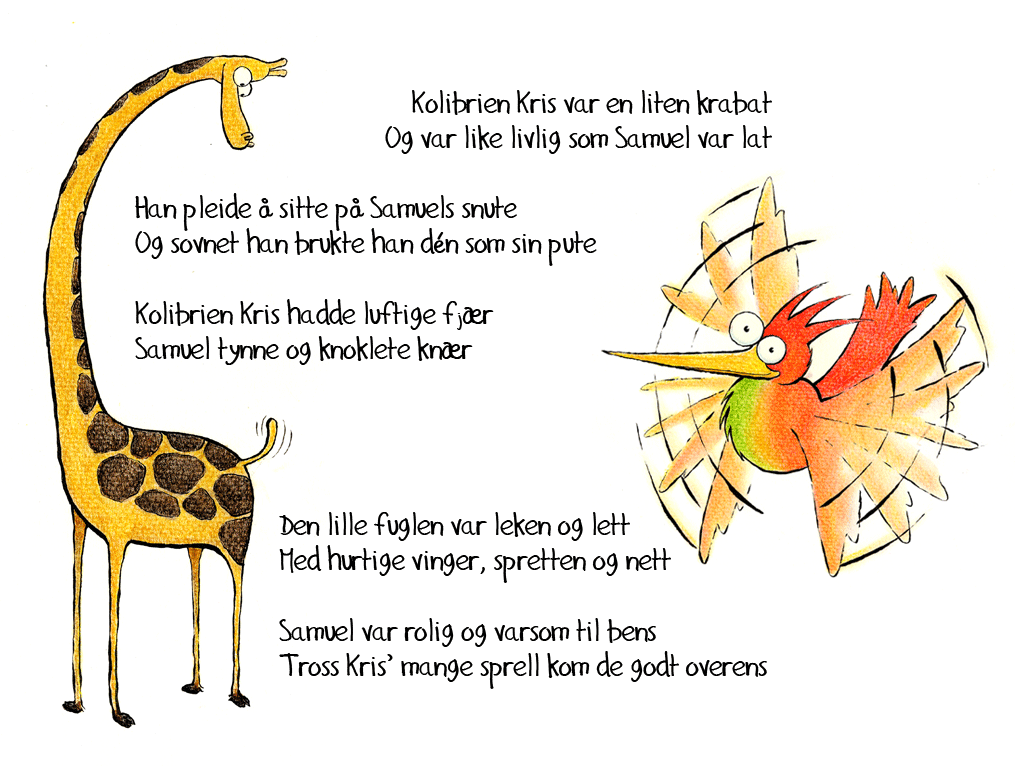 Kolibrien Kris var en liten krabat
Og var like livlig som Samuel var lat
Han pleide å sitte på Samuels snute
Og sovnet han brukte han dén som sin pute
Kolibrien Kris hadde luftige fjær
Samuel tynne og knoklete knær
Den lille fuglen var leken og lett
Med hurtige vinger, spretten og nett
Samuel var rolig og varsom til bens
Tross Kris' mange sprell kom de godt overens